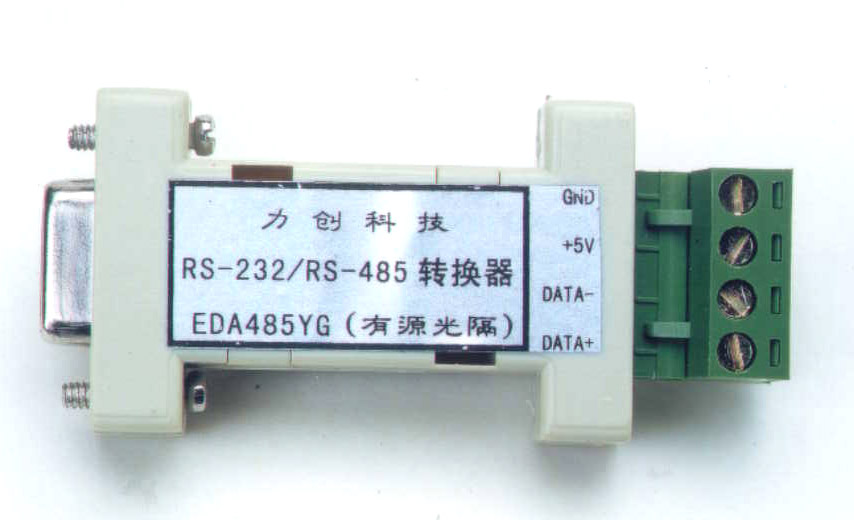 力创科技
RS-232/RS-485 转换器
EDA485YG（有源光隔）
GND
+5V
DATA-
DATA+